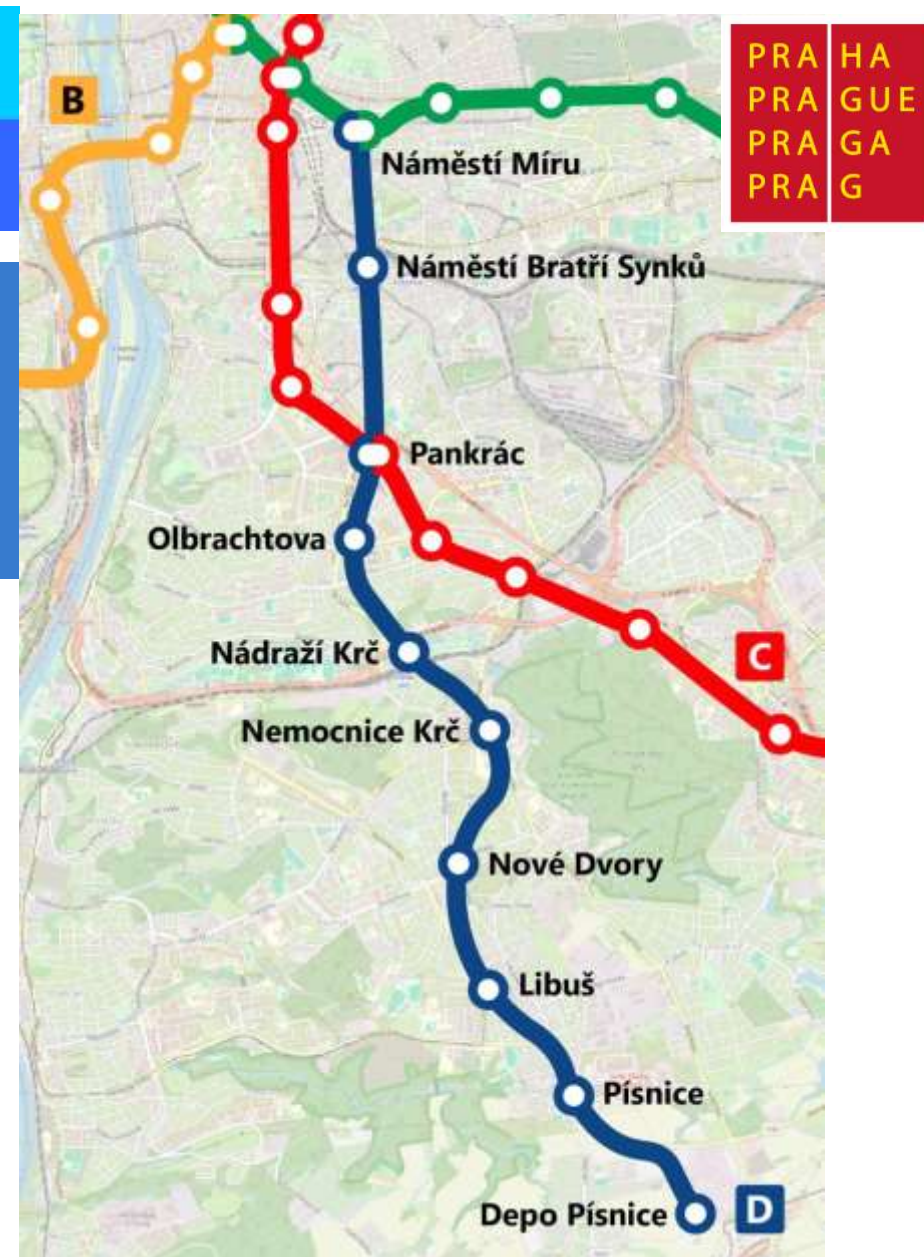 PRA HA
PRA GUE
PRA GA
PRA G
B
Náměstí Míru
Náměstí Bratří Synků
Pankrác
Olbrachtova
Nádraží Krč
C
Nemocnice Krč
Nové Dvory
Libuš
Písnice
Depo Písnice
D